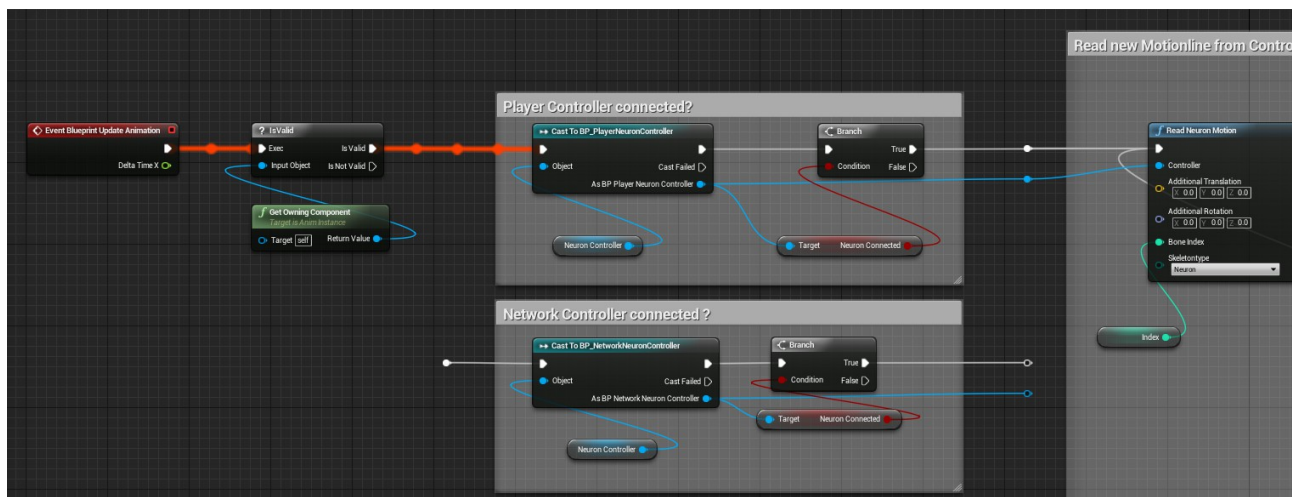 Event Blueprint Update Animation
Delta Time X
? IsValid
Exec
Is Valid
Input Object
Is Not Valid
f Get Owning Component
Target is Anim Instance
Target self
Return Value
Player Controller connected?
Cast To BP_PlayerNeuronController
Object
Cast Failed
As BP Player Neuron Controller
Branch
True
Condition
False
Neuron Controller
Target
Neuron Connected
Network Controller connected ?
Cast To BP_NetworkNeuronController
Object
Cast Failed
As BP Network Neuron Controller
Branch
True
Condition
False
Target
Neuron Connected
Neuron Controller
Read new Motionline from Contro
f Read Neuron Motion
Controller
Additional Translation
X 0.0 Y 0.0 Z 0.0
Additional Rotation
X 0.0 Y 0.0 Z 0.0
Bone Index
Skeletontype
Neuron
Index